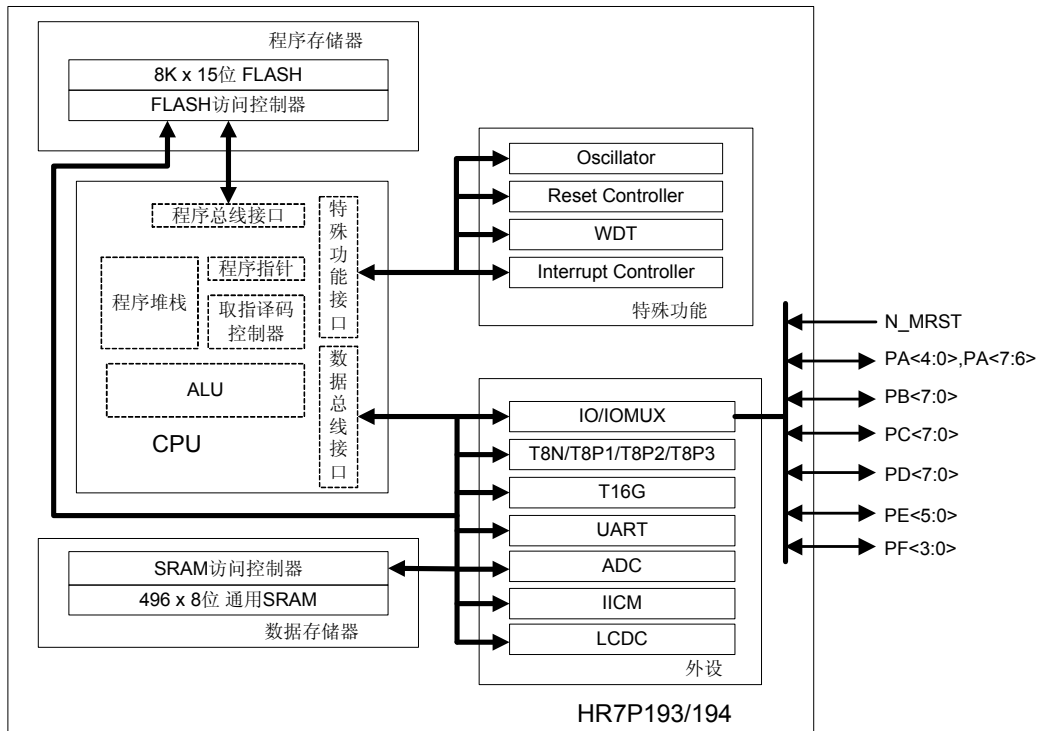 程序存储器
8K x 15位 FLASH
FLASH访问控制器
程序总线接口
特殊功能接口
程序堆栈
程序指针
取指译码
控制器
ALU
数据总线接口
CPU
SRAM访问控制器
496 x 8位 通用SRAM
数据存储器
Oscillator
Reset Controller
WDT
Interrupt Controller
特殊功能
IO/IOMUX
T8N/T8P1/T8P2/T8P3
T16G
UART
ADC
IICM
LCDC
外设
N_MRST
PA<4:0>,PA<7:6>
PB<7:0>
PC<7:0>
PD<7:0>
PE<5:0>
PF<3:0>
HR7P193/194